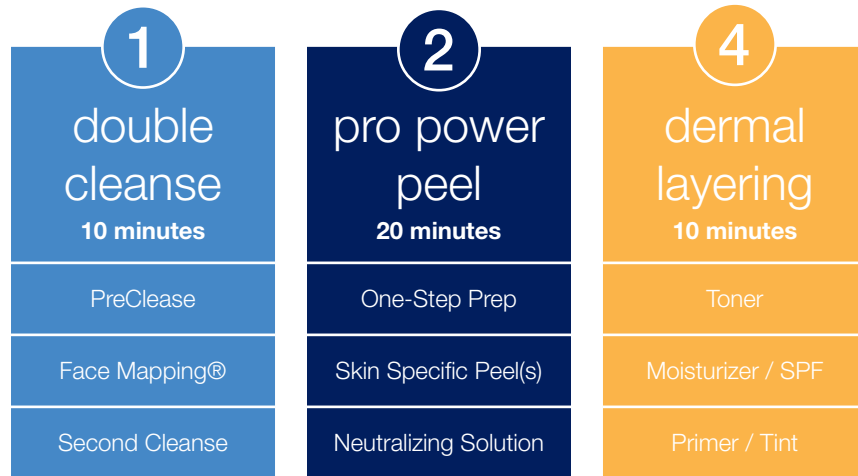 1
double
cleanse
10 minutes
PreClease
Face Mapping®
Second Cleanse
2
pro power
peel
20 minutes
One-Step Prep
Skin Specific Peel(s)
Neutralizing Solution
4
dermal
layering
10 minutes
Toner
Moisturizer / SPF
Primer / Tint